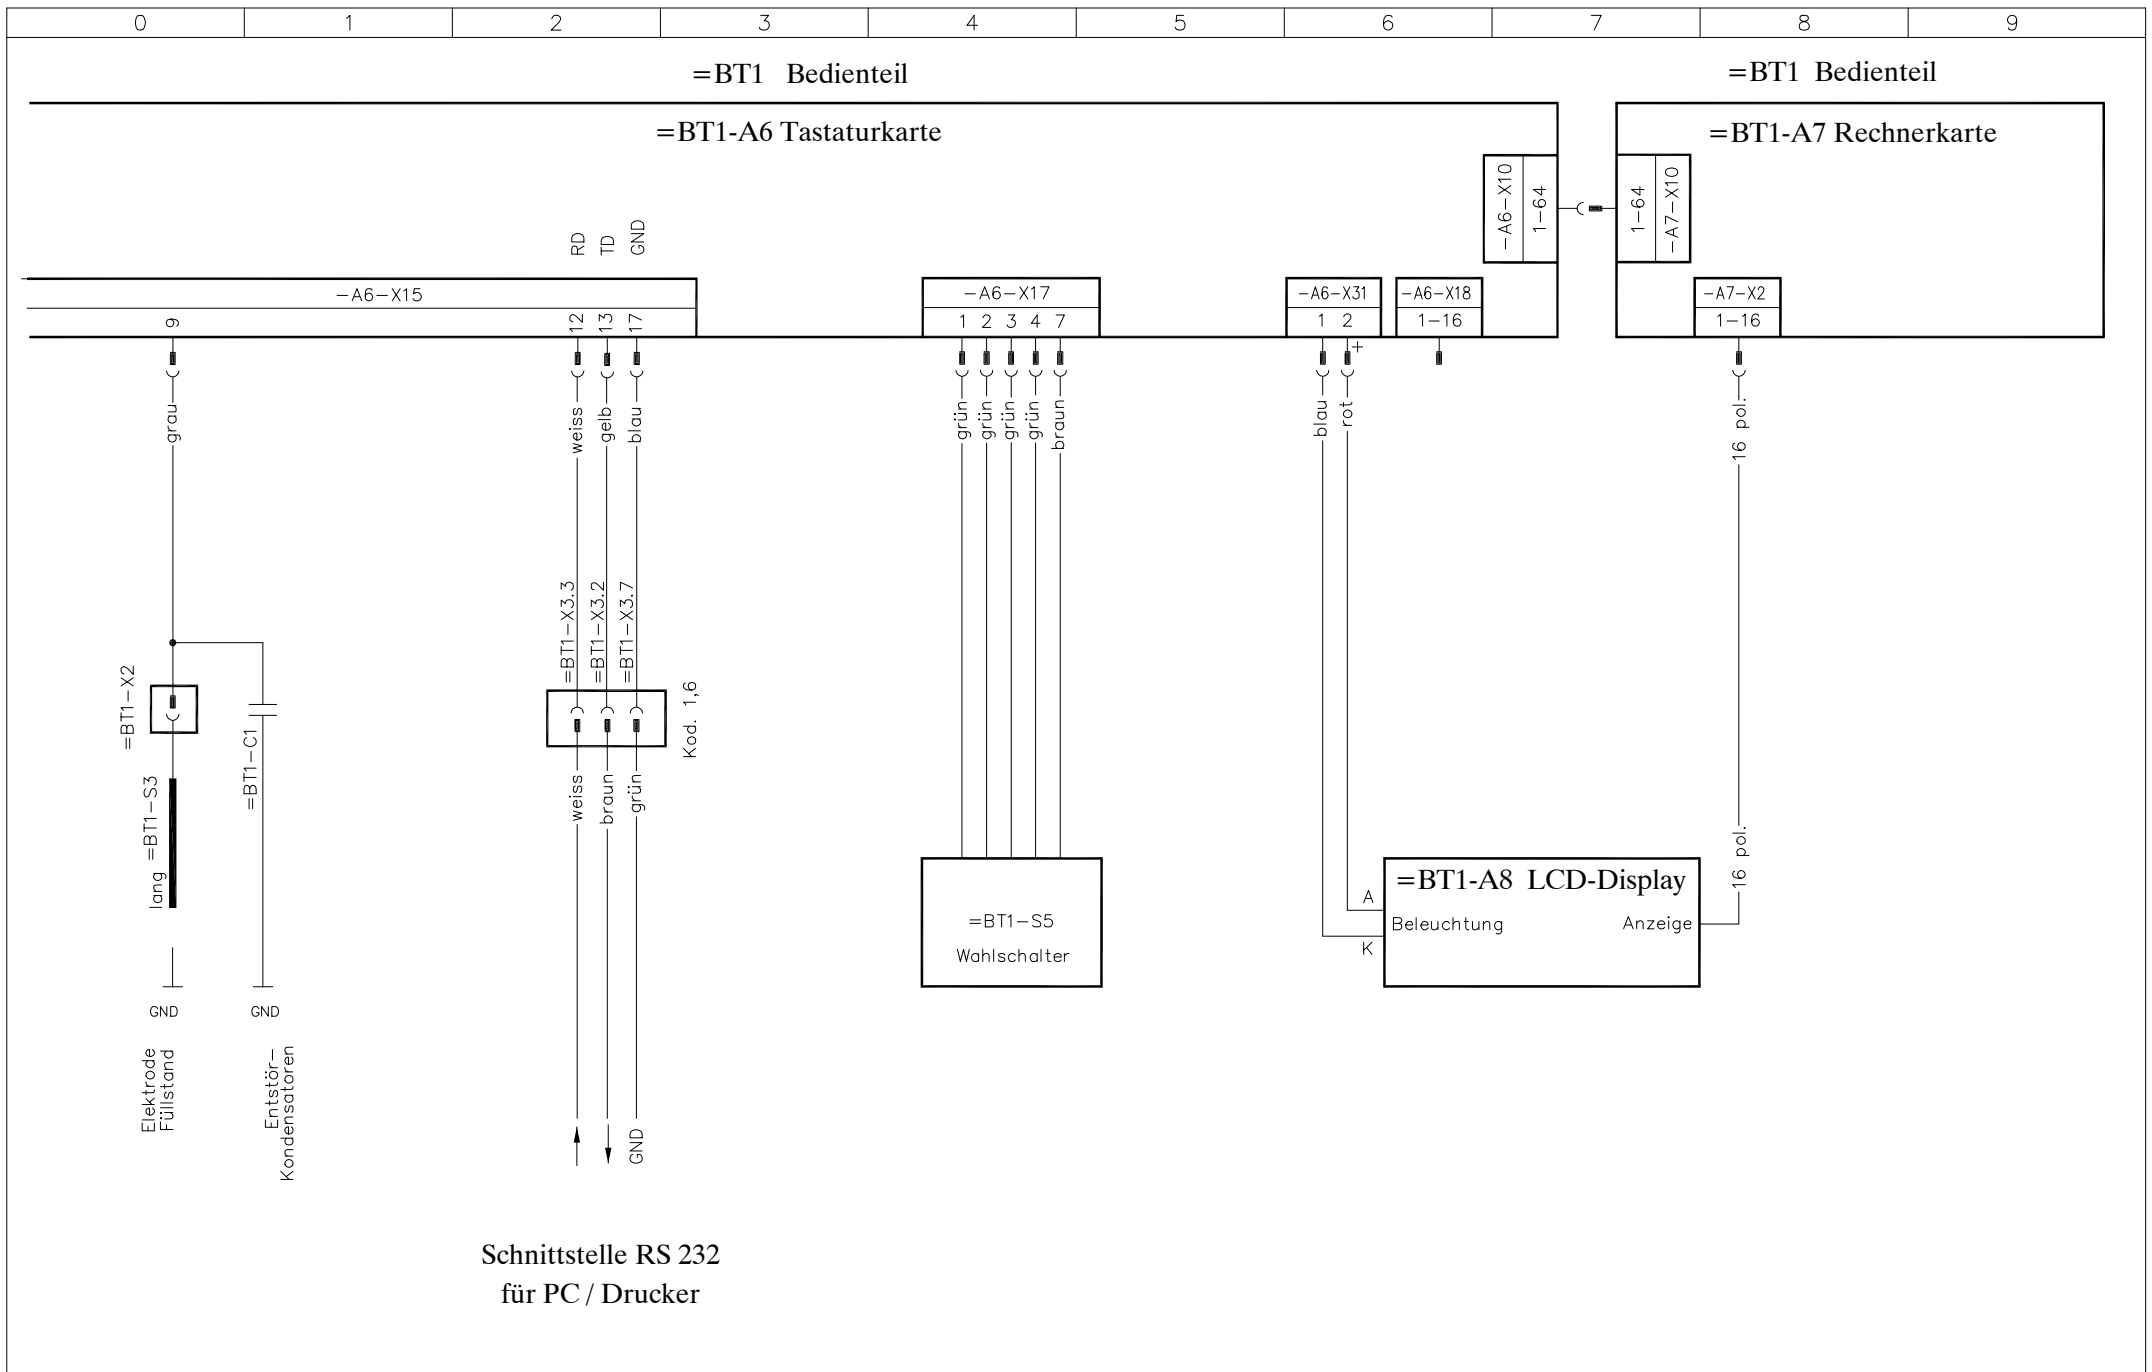 0 1 2 3 4 5 6 7 8 9
=BT1 Bedienteil
=BT1 Bedienteil
=BT1-A6 Tastaturkarte
=BT1-A7 Rechnerkarte
-A6-X10
1-64
1-64
-A7-X10
RD
TD
GND
-A6-X15
9 12 13 17
-A6-X17
1 2 3 4 7
-A6-X31
1 2
+
-A6-X18
1-16
-A7-X2
1-16
grau
weiss
gelb
blau
grün
grün
grün
grün
braun
blau
rot
16 pol.
=BT1-X3.3
=BT1-X3.2
=BT1-X3.7
=BT1-X2
=BT1-C1
Kod. 1,6
lang =BT1-S3
weiss
braun
grün
16 pol.
=BT1-S5
Wahlschalter
=BT1-A8 LCD-Display
A
K
Beleuchtung
Anzeige
GND
GND
Elektrode
Füllstand
Entstör-
Kondensatoren
GND
Schnittstelle RS 232
für PC / Drucker